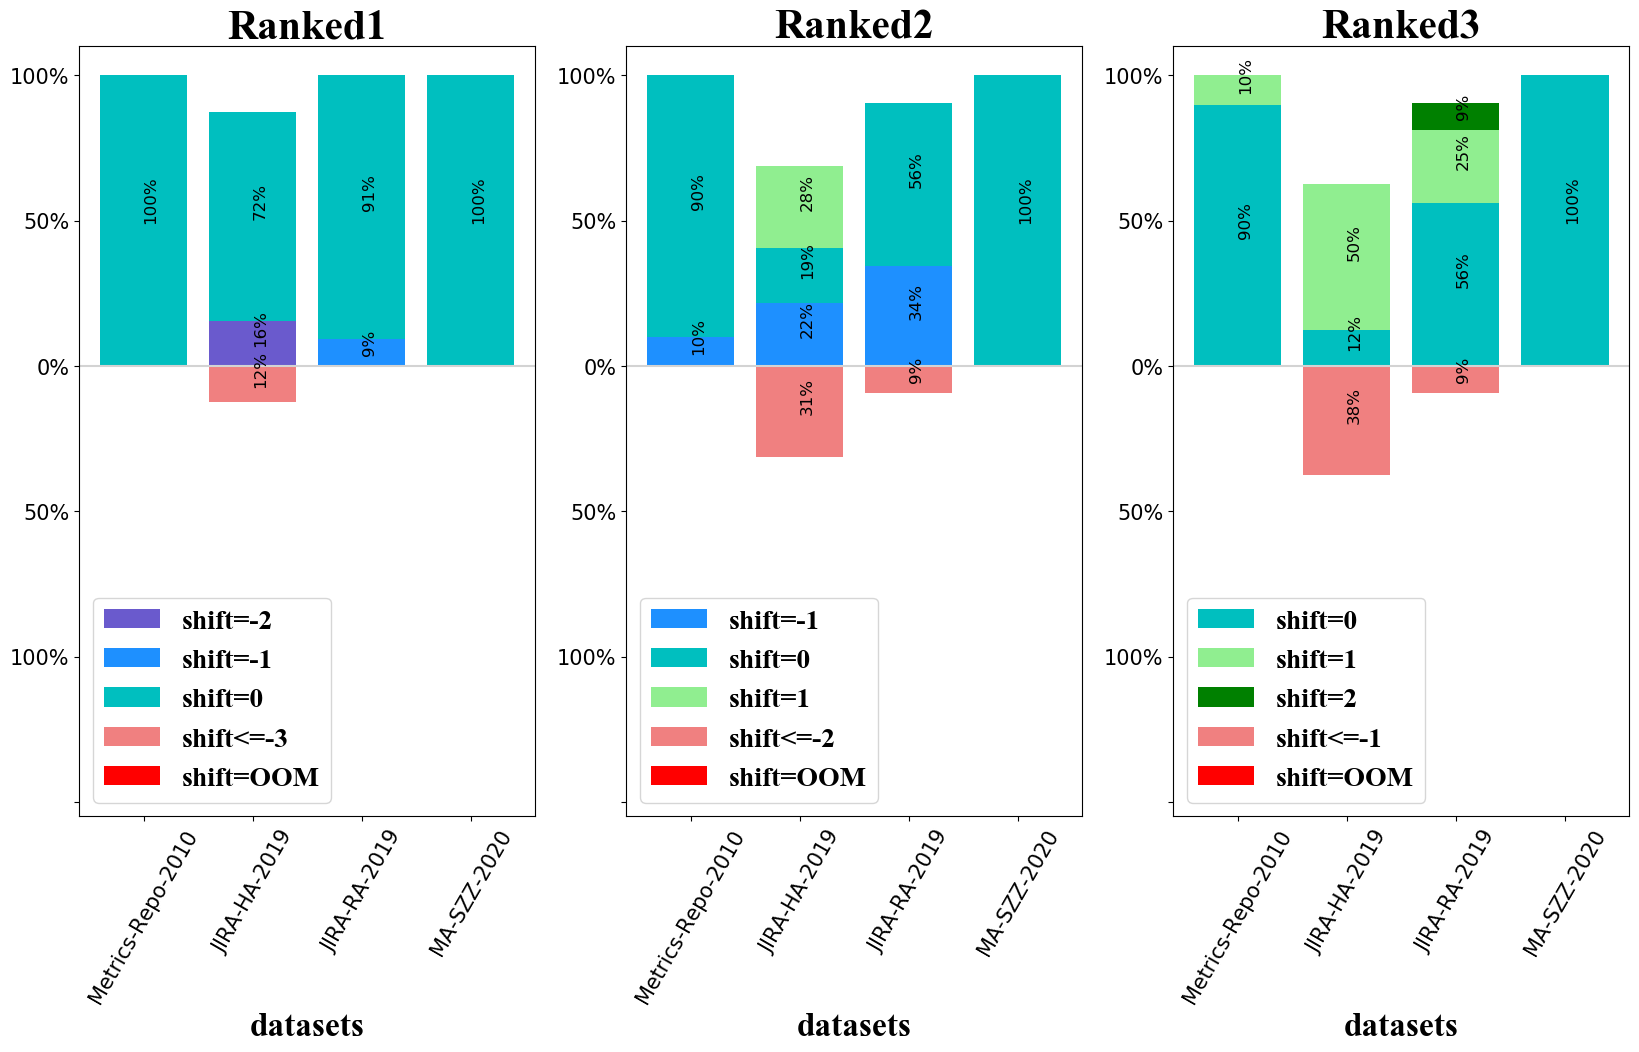 Ranked1
100%
50%
0%
50%
100%
100%
72%
16%
12%
91%
9%
100%
shift=-2
shift=-1
shift=0
shift<=-3
shift=OOM
Metrics-Repo-2010
JIRA-HA-2019
JIRA-RA-2019
MA-SZZ-2020
datasets
Ranked2
100%
50%
0%
50%
100%
90%
10%
28%
19%
22%
31%
56%
34%
9%
100%
shift=-1
shift=0
shift=1
shift<=-2
shift=OOM
Metrics-Repo-2010
JIRA-HA-2019
JIRA-RA-2019
MA-SZZ-2020
datasets
Ranked3
100%
50%
0%
50%
100%
10%
90%
50%
12%
38%
9%
25%
56%
9%
100%
shift=0
shift=1
shift=2
shift<=-1
shift=OOM
Metrics-Repo-2010
JIRA-HA-2019
JIRA-RA-2019
MA-SZZ-2020
datasets